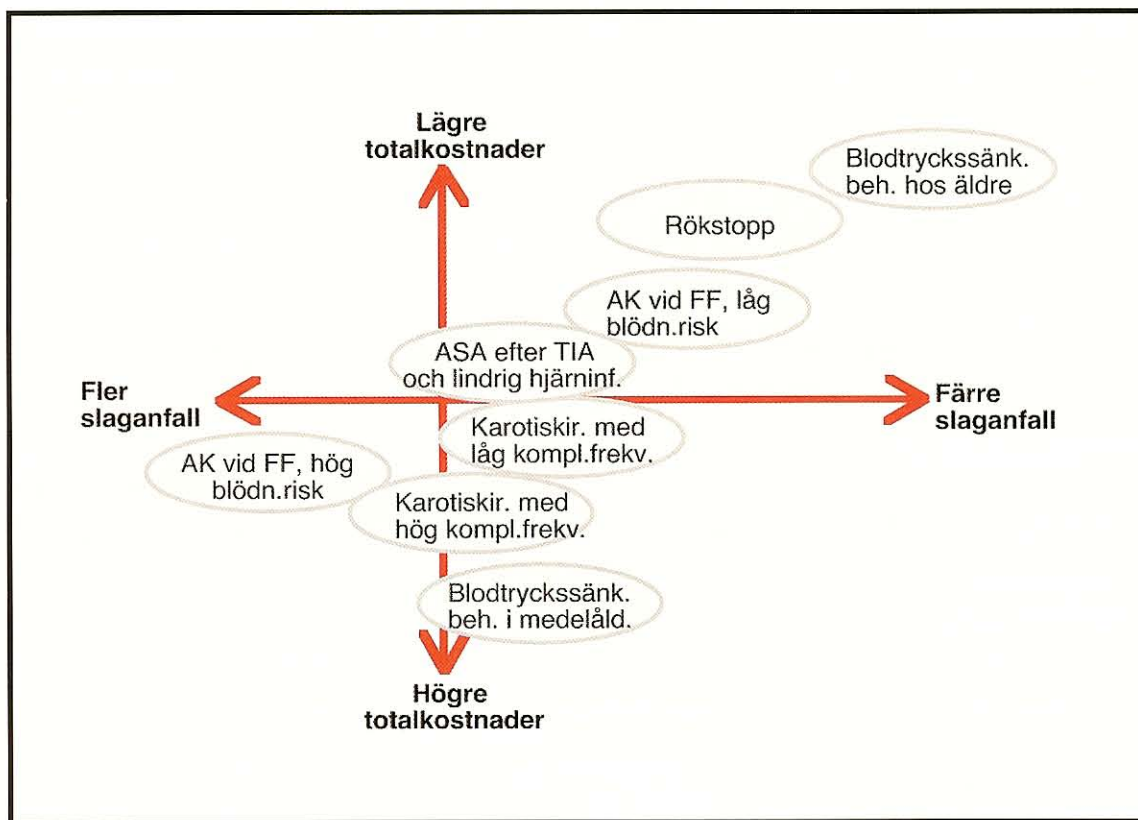 Lägre
totalkostnader
Blodtryckssänk.
beh. hos äldre
Rökstopp
AK vid FF, låg
blödn.risk
ASA efter TIA
och lindrig hjärninf.
Fler
slaganfall
Färre
slaganfall
Karotiskir. med
låg kompl.frekv.
AK vid FF, hög
blödn.risk
Karotiskir. med
hög kompl.frekv.
Blodtryckssänk.
beh. i medelåld.
Högre
totalkostnader